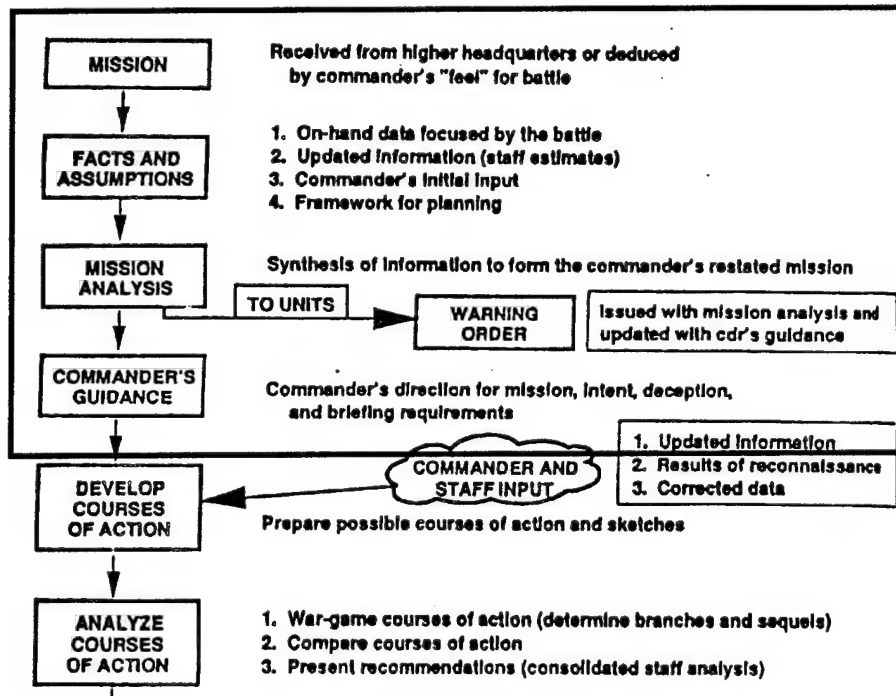 MISSION
Received from higher headquarters or deduced
by commander's "feel" for battle
FACTS AND
ASSUMPTIONS
1. On-hand data focused by the battle
2. Updated information (staff estimates)
3. Commander's initial input
4. Framework for planning
MISSION
ANALYSIS
Synthesis of information to form the commander's restated mission
TO UNITS
WARNING
ORDER
Issued with mission analysis and
updated with cdr's guidance
COMMANDER'S
GUIDANCE
Commander's direction for mission, intent, deception,
and briefing requirements
COMMANDER AND
STAFF INPUT
1. Updated information
2. Results of reconnaissance
3. Corrected data
DEVELOP
COURSES
OF ACTION
Prepare possible courses of action and sketches
ANALYZE
COURSES
OF ACTION
1. War-game courses of action (determine branches and sequels)
2. Compare courses of action
3. Present recommendations (consolidated staff analysis)